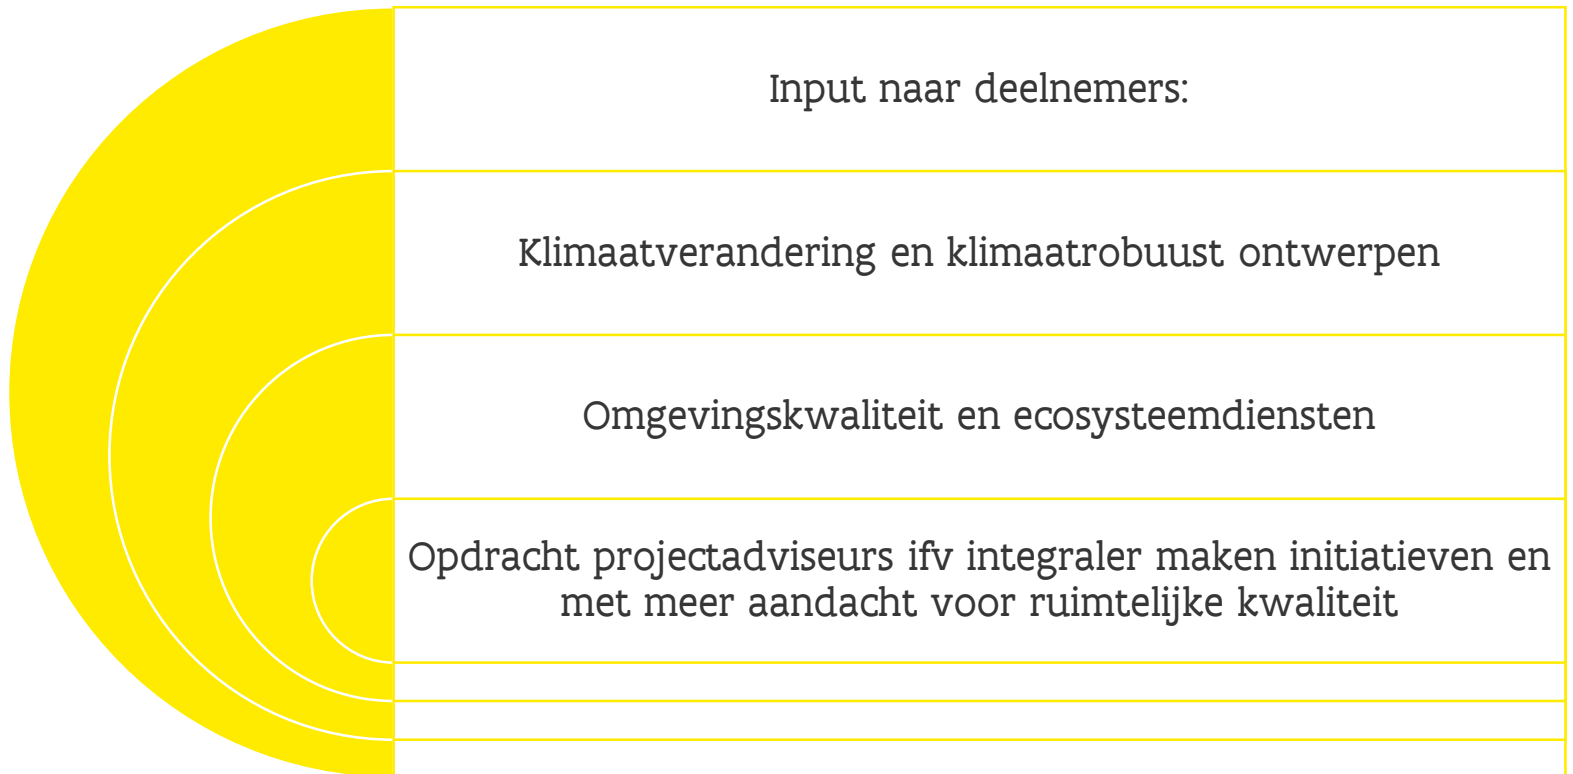 Input naar deelnemers:
Klimaatverandering en klimaatrobuust ontwerpen
Omgevingskwaliteit en ecosysteemdiensten
Opdracht projectadviseurs ifv integraler maken initiatieven en
met meer aandacht voor ruimtelijke kwaliteit